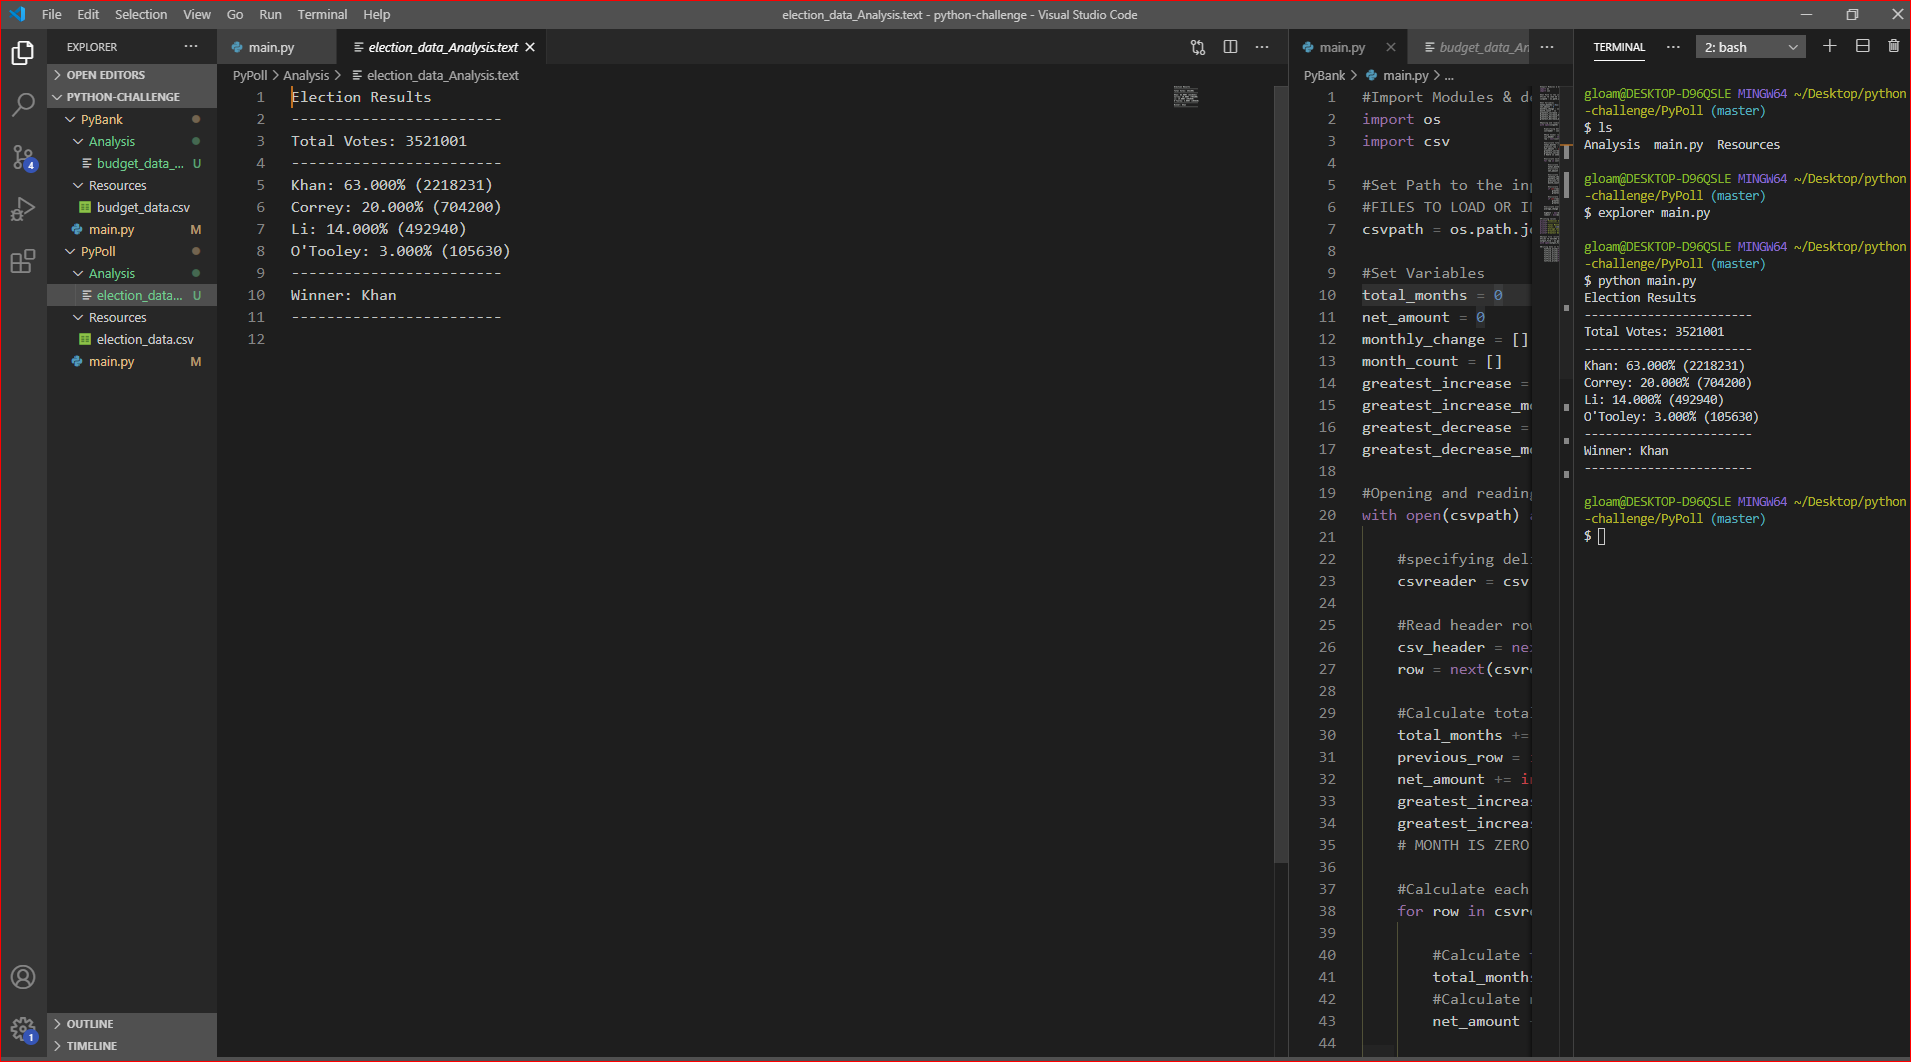 File Edit Selection View Go Run Terminal Help
election_data_Analysis.text - python-challenge - Visual Studio Code
EXPLORER
OPEN EDITORS
PYTHON-CHALLENGE
PyBank
Analysis
budget_data_... U
Resources
budget_data.csv
main.py M
PyPoll
Analysis
election_data... U
Resources
election_data.csv
main.py M
OUTLINE
TIMELINE
4
1
main.py election_data_Analysis.text
PyPoll > Analysis > election_data_Analysis.text
1 Election Results
2 ------------------------
3 Total Votes: 3521001
4 ------------------------
5 Khan: 63.000% (2218231)
6 Correy: 20.000% (704200)
7 Li: 14.000% (492940)
8 O'Tooley: 3.000% (105630)
9 ------------------------
10 Winner: Khan
11 ------------------------
12
main.py budget_data_An
PyBank > main.py > ...
1 #Import Modules & d
2 import os
3 import csv
4
5 #Set Path to the in
6 #FILES TO LOAD OR I
7 csvpath = os.path.j
8
9 #Set Variables
10 total_months = 0
11 net_amount = 0
12 monthly_change = []
13 month_count = []
14 greatest_increase =
15 greatest_increase_m
16 greatest_decrease =
17 greatest_decrease_m
18
19 #Opening and reading
20 with open(csvpath) a
21
22 #specifying del
23 csvreader = csv
24
25 #Read header ro
26 csv_header = ne
27 row = next(csvr
28
29 #Calculate tota
30 total_months +=
31 previous_row =
32 net_amount += i
33 greatest_increa
34 greatest_increa
35 # MONTH IS ZERO
36
37 #Calculate each
38 for row in csvr
39
40 #Calculate
41 total_month
42 #Calculate
43 net_amount
44
TERMINAL 2: bash
gloam@DESKTOP-D96QSLE MINGW64 ~/Desktop/python
-challenge/PyPoll (master)
$ ls
Analysis main.py Resources
gloam@DESKTOP-D96QSLE MINGW64 ~/Desktop/python
-challenge/PyPoll (master)
$ explorer main.py
gloam@DESKTOP-D96QSLE MINGW64 ~/Desktop/python
-challenge/PyPoll (master)
$ python main.py
Election Results
------------------------
Total Votes: 3521001
------------------------
Khan: 63.000% (2218231)
Correy: 20.000% (704200)
Li: 14.000% (492940)
O'Tooley: 3.000% (105630)
------------------------
Winner: Khan
------------------------
gloam@DESKTOP-D96QSLE MINGW64 ~/Desktop/python
-challenge/PyPoll (master)
$